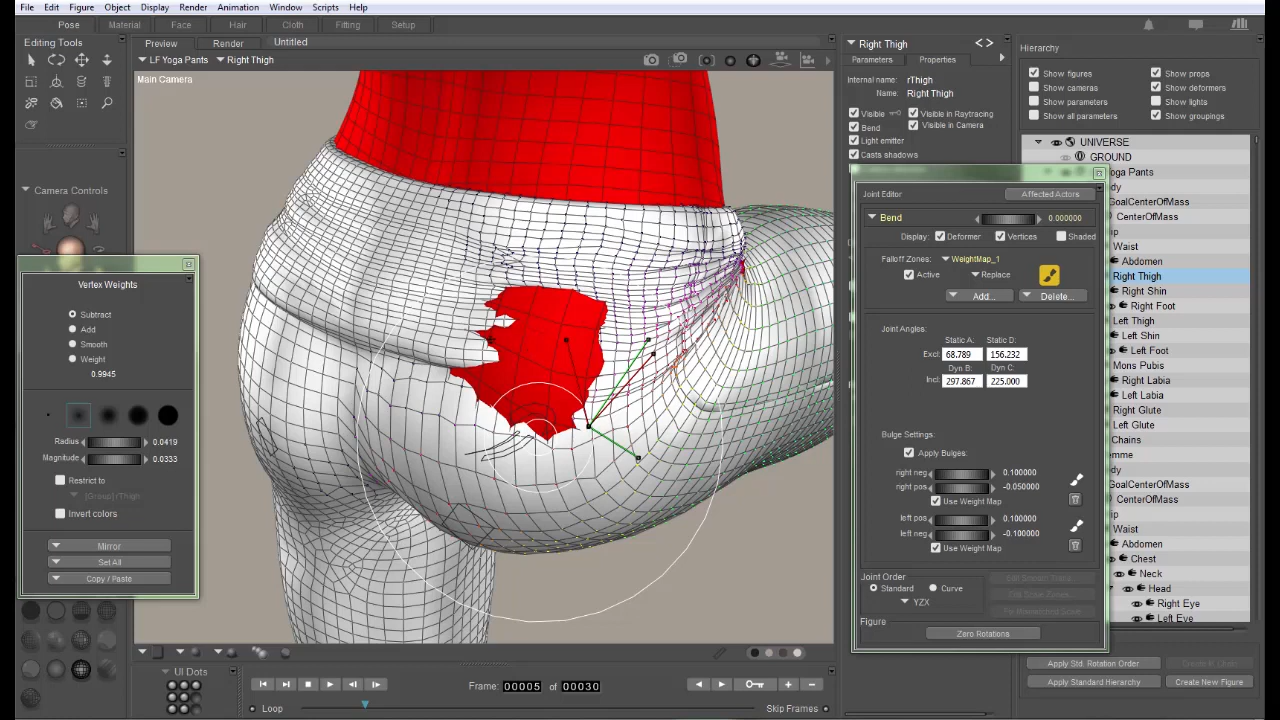 File Edit Figure Object Display Render Animation Window Scripts Help
Pose Material Face Hair Cloth Fitting Setup
Editing Tools
Preview Render Untitled
LF Yoga Pants Right Thigh
Main Camera
Camera Controls
Vertex Weights
Subtract
Add
Smooth
Weight
0.9945
Radius 0.0419
Magnitude 0.0333
Restrict to
[Group] rThigh
Invert colors
Mirror
Set All
Copy / Paste
UI Dots
Frame: 00005 of 00030
Loop
Skip Frames
Right Thigh
Parameters Properties
Internal name: rThigh
Name: Right Thigh
Visible Visible in Raytracing
Bend Visible in Camera
Light emitter
Casts shadows
Joint Editor Affected Actors
Bend 0.000000
Display: Deformer Vertices Shaded
Falloff Zones: WeightMap_1
Active Replace
Add... Delete...
Joint Angles:
Static A: Static D:
Excl: 68.789 156.232
Dyn B: Dyn C:
Incl: 297.867 225.000
Bulge Settings:
Apply Bulges:
right neg 0.100000
right pos -0.050000
Use Weight Map
left pos 0.100000
left neg -0.100000
Use Weight Map
Joint Order
Standard Curve
YZX
Figure
Zero Rotations
Hierarchy
Show figures Show props
Show cameras Show deformers
Show parameters Show lights
Show all parameters Show groupings
UNIVERSE
GROUND
Yoga Pants
GoalCenterOfMass
CenterOfMass
Waist
Abdomen
Right Thigh
Right Shin
Right Foot
Left Thigh
Left Shin
Left Foot
Mons Pubis
Right Labia
Left Labia
Right Glute
Left Glute
Chains
GoalCenterOfMass
CenterOfMass
Waist
Abdomen
Chest
Neck
Head
Right Eye
Left Eye
Apply Std. Rotation Order
Apply Standard Hierarchy Create New Figure